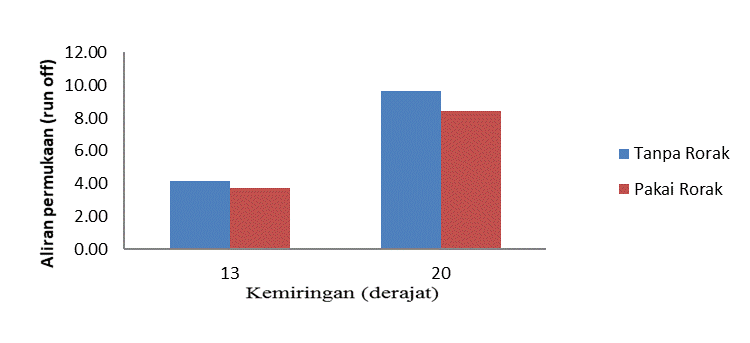 12.00
10.00
8.00
6.00
4.00
2.00
0.00
Aliran permukaan (run off)
13 20
Kemiringan (derajat)
Tanpa Rorak
Pakai Rorak